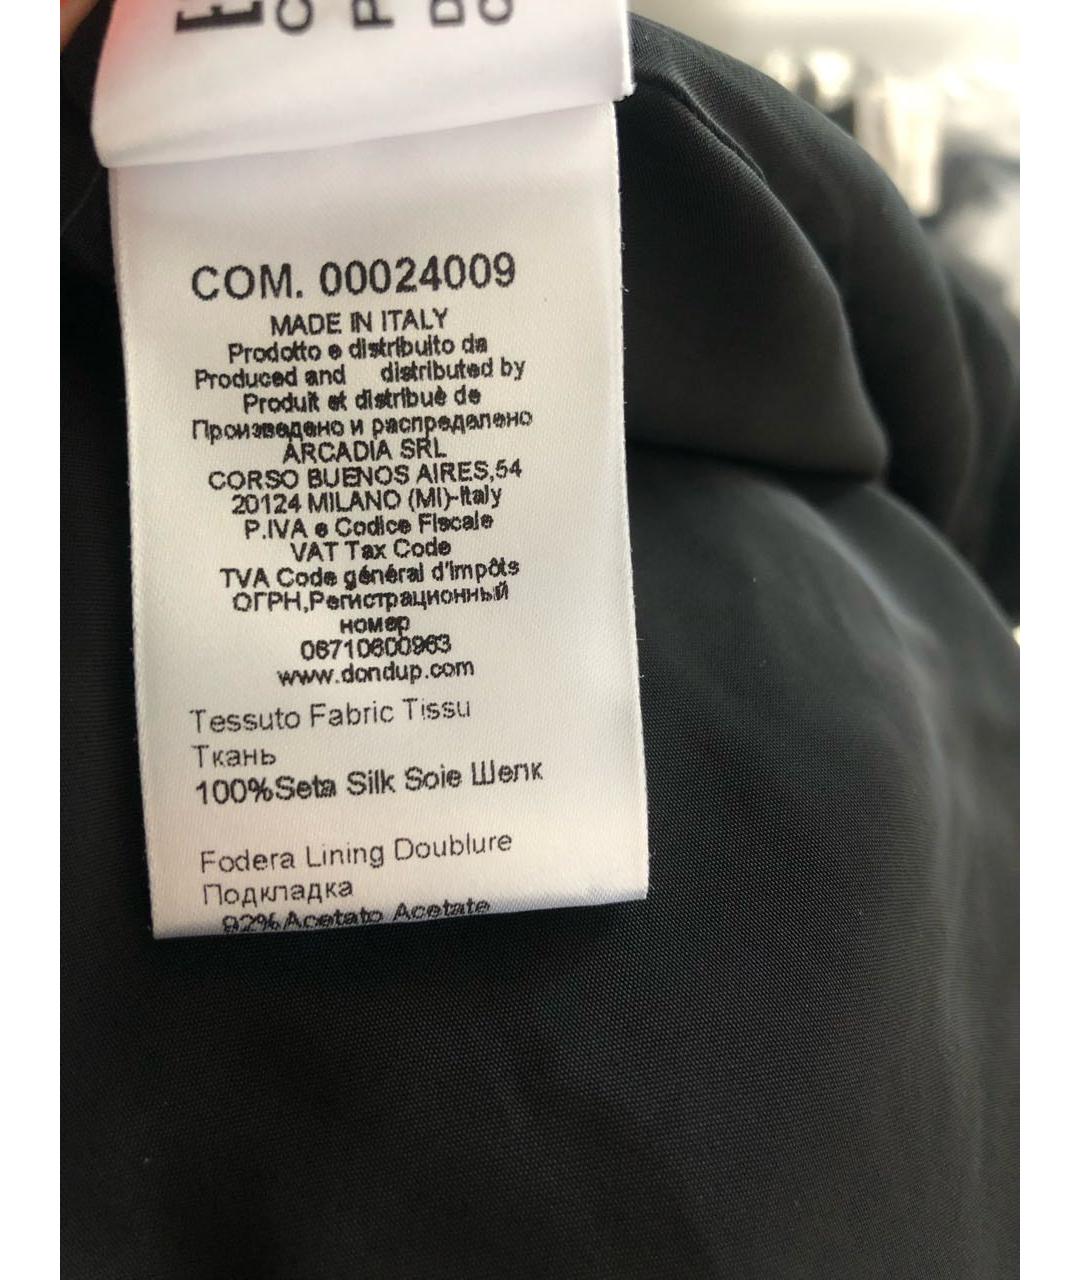 COM. 00024009
MADE IN ITALY
Prodotto e distribuito da
Produced and distributed by
Produit et distribuè de
Произведено и распределено
ARCADIA SRL
CORSO BUENOS AIRES,54
20124 MILANO (MI)-Italy
P.IVA e Codice Fiscale
VAT Tax Code
TVA Code général d'impôts
ОГРН,Регистрационный
номер
06710600963
www.dondup.com
Tessuto Fabric Tissu
Ткань
100%Seta Silk Soie Шелк
Fodera Lining Doublure
Подкладка
92%Acetato Acetate